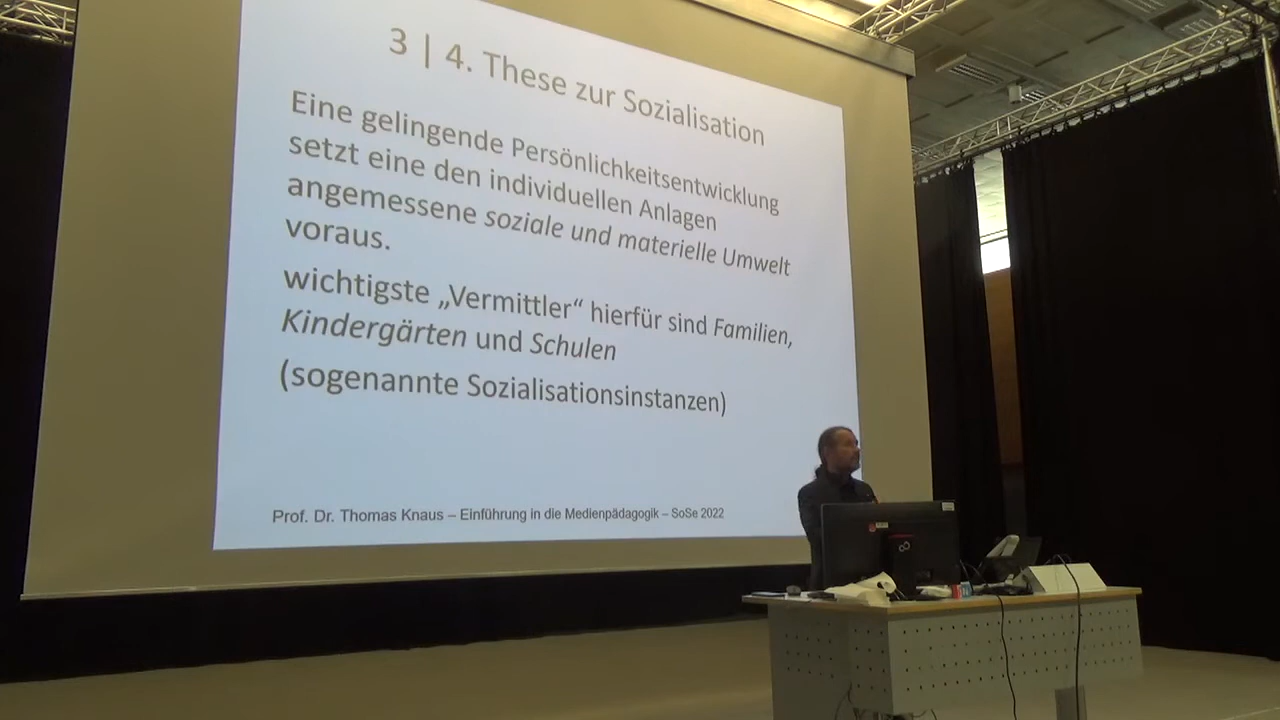 3 | 4. These zur Sozialisation
Eine gelingende Persönlichkeitsentwicklung
setzt eine den individuellen Anlagen
angemessene soziale und materielle Umwelt
voraus.
wichtigste „Vermittler“ hierfür sind Familien,
Kindergärten und Schulen
(sogenannte Sozialisationsinstanzen)
Prof. Dr. Thomas Knaus – Einführung in die Medienpädagogik – SoSe 2022